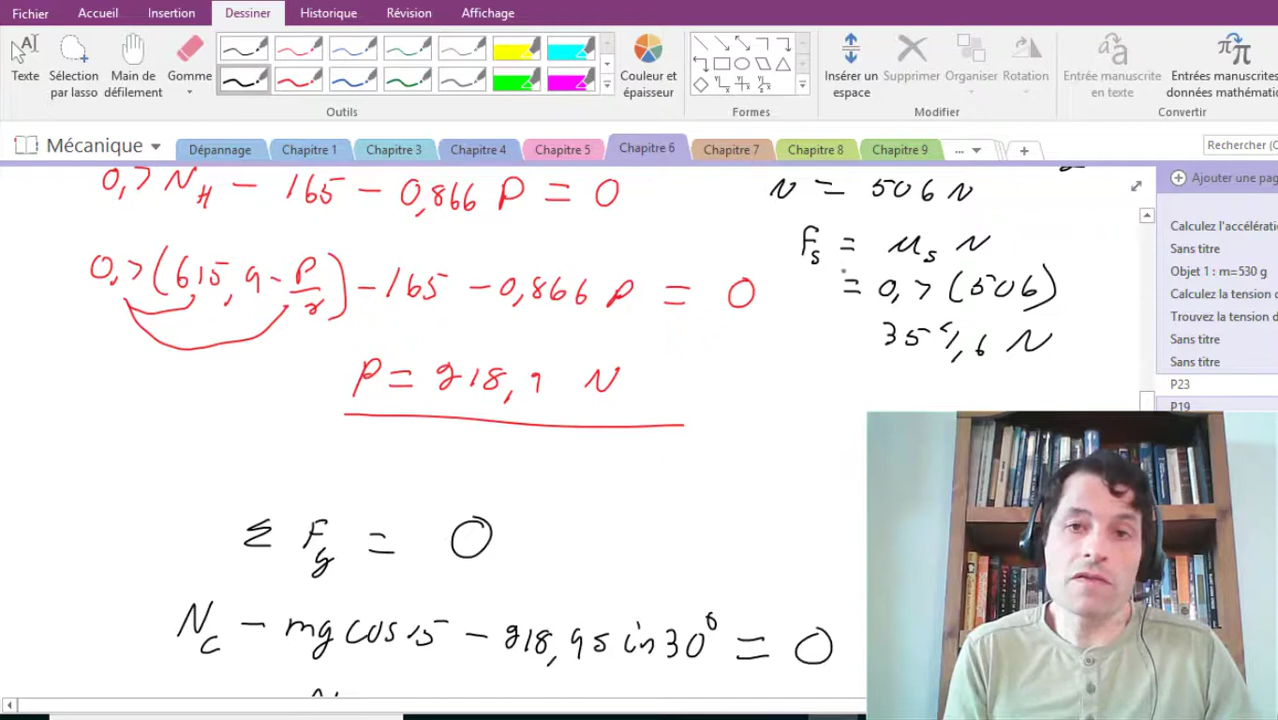 Fichier Accueil Insertion Dessiner Historique Révision Affichage
Texte
Sélection par lasso
Main de défilement
Gomme
Couleur et épaisseur
Insérer un espace
Supprimer
Organiser
Rotation
Entrée manuscrite en texte
Entrées manuscrites données mathéma
Outils Formes Modifier Convertir
Mécanique Dépannage Chapitre 1 Chapitre 3 Chapitre 4 Chapitre 5 Chapitre 6 Chapitre 7 Chapitre 8 Chapitre 9 ... Rechercher (
Ajouter une pag
0,7 N_H - 165 - 0,866 P = 0
0,7 (615,9 - P/2) - 165 - 0,866 P = 0
P = 218,9 N
Σ F_y = 0
N_C - mg cos 15 - 218,9 sin 30° = 0
N = 506 N
F_s = μ_s N
= 0,7 (506)
354,6 N
Calculez l'accélératio
Sans titre
Objet 1 : m=530 g
Calculez la tension d
Trouvez la tension d
Sans titre
Sans titre
P23
P19